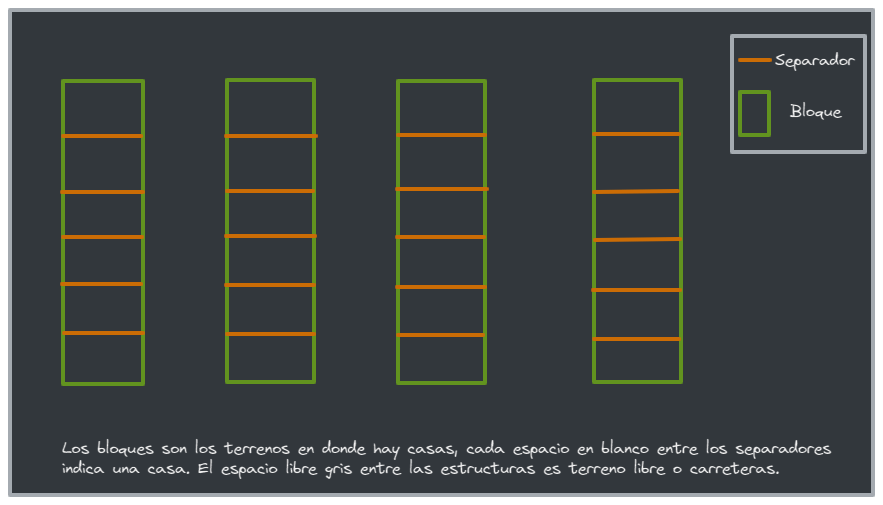 Separador
Bloque
Los bloques son los terrenos en donde hay casas, cada espacio en blanco entre los separadores
indica una casa. El espacio libre gris entre las estructuras es terreno libre o carreteras.